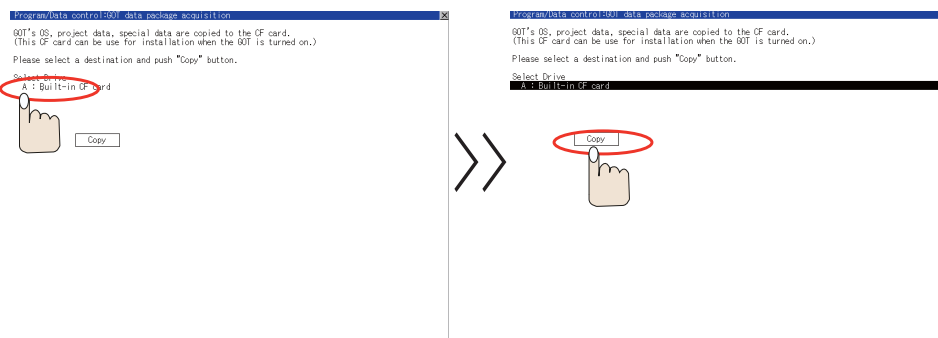 Program/Data control:GOT data package acquisition
GOT's OS, project data, special data are copied to the CF card.
(This CF card can be use for installation when the GOT is turned on.)
Please select a destination and push "Copy" button.
Select Drive
A : Built-in CF card
Copy
Program/Data control:GOT data package acquisition
GOT's OS, project data, special data are copied to the CF card.
(This CF card can be use for installation when the GOT is turned on.)
Please select a destination and push "Copy" button.
Select Drive
A : Built-in CF card
Copy